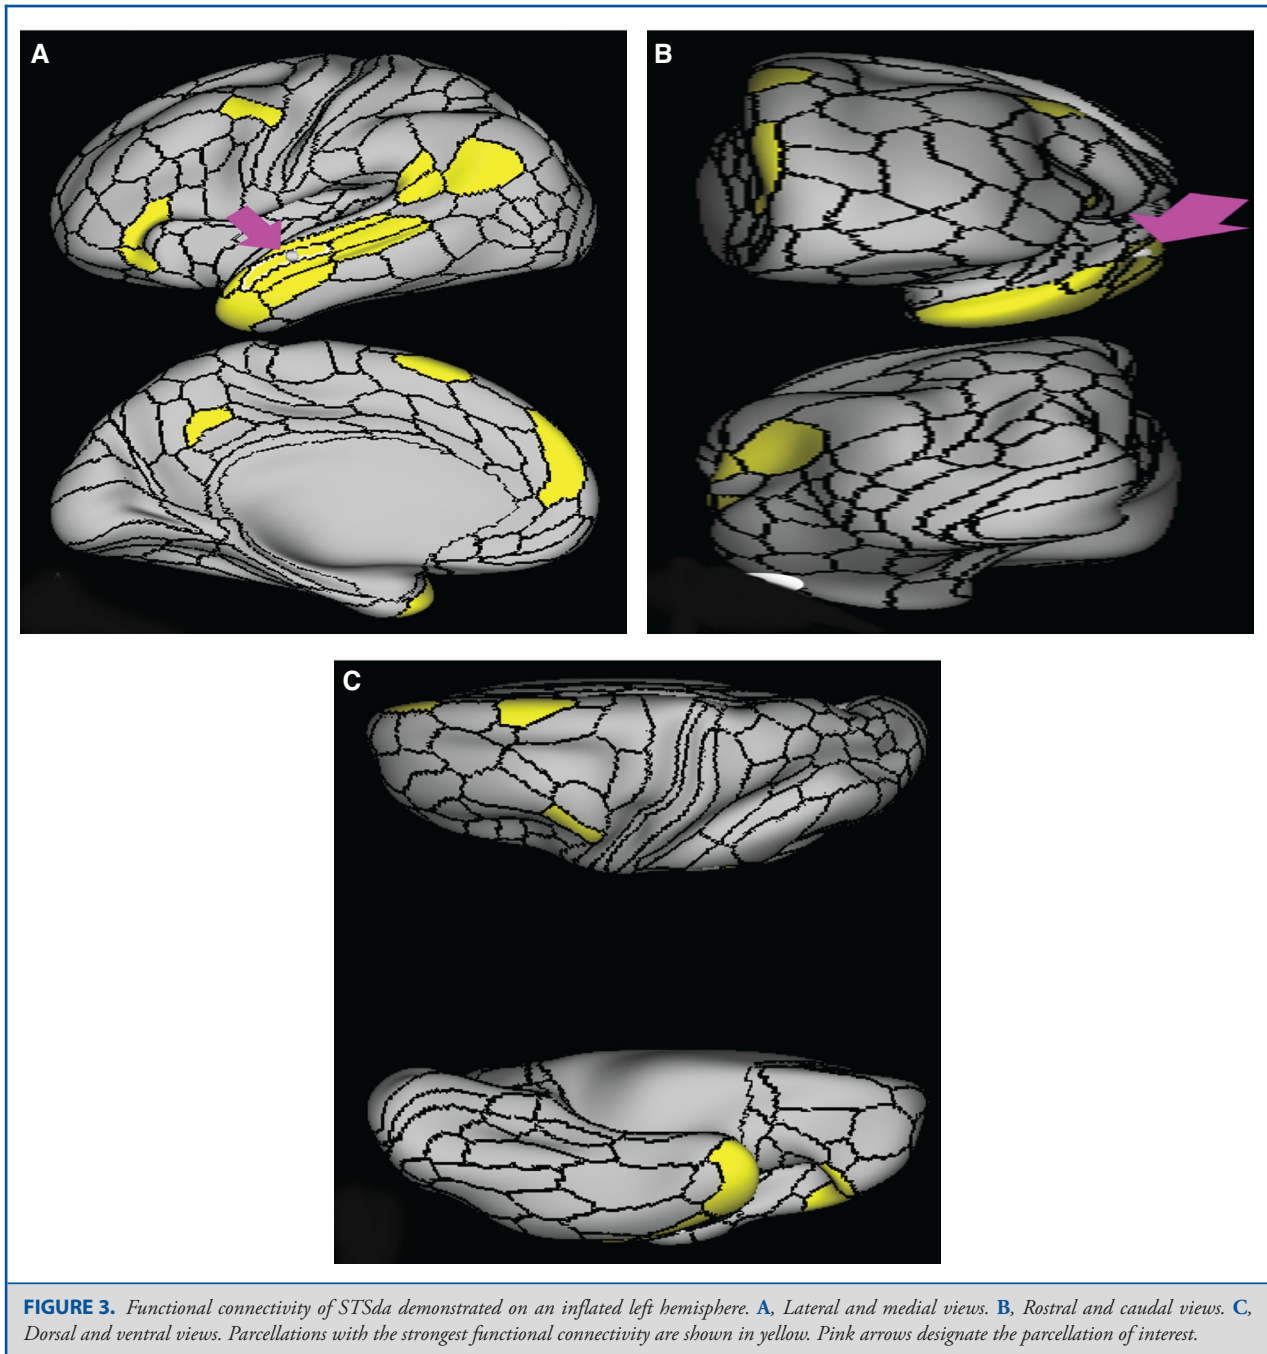 A
B
C
FIGURE 3. Functional connectivity of STSda demonstrated on an inflated left hemisphere. A, Lateral and medial views. B, Rostral and caudal views. C,
Dorsal and ventral views. Parcellations with the strongest functional connectivity are shown in yellow. Pink arrows designate the parcellation of interest.